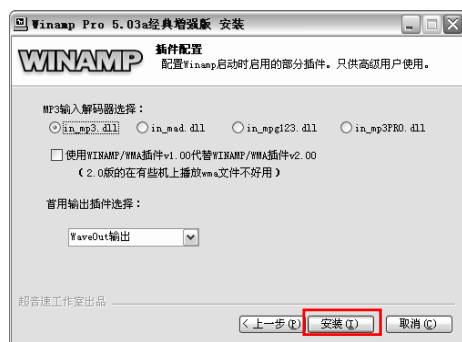 Winamp Pro 5.03a经典增强版 安装
WINAMP
插件配置
配置Winamp启动时启用的部分插件。只供高级用户使用。
MP3输入解码器选择：
in_mp3.dll in_mad.dll in_mpg123.dll in_mp3PRO.dll
使用WINAMP/WMA插件v1.00代替WINAMP/WMA插件v2.00
（2.0版的在有些机上播放wma文件不好用）
首用输出插件选择：
WaveOut输出
超音速工作室出品
<上一步(P) 安装(I) 取消(C)